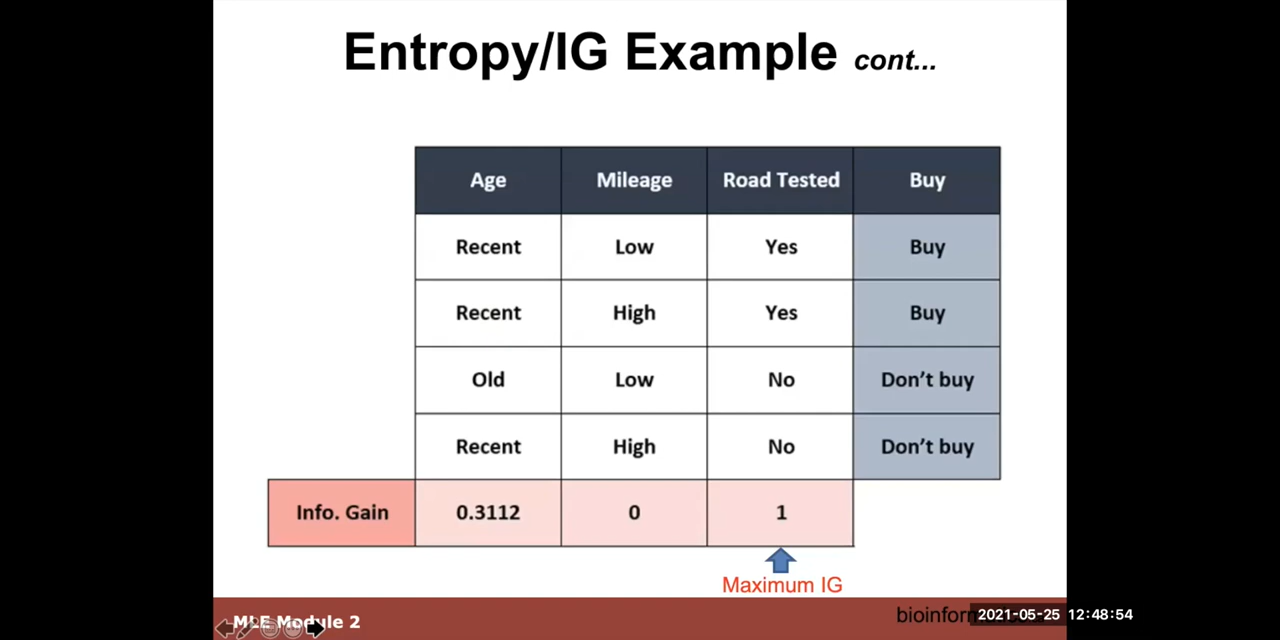 Entropy/IG Example cont...
Age Mileage Road Tested Buy
Recent Low Yes Buy
Recent High Yes Buy
Old Low No Don't buy
Recent High No Don't buy
Info. Gain 0.3112 0 1
Maximum IG
MLE Module 2
2021-05-25 12:48:54